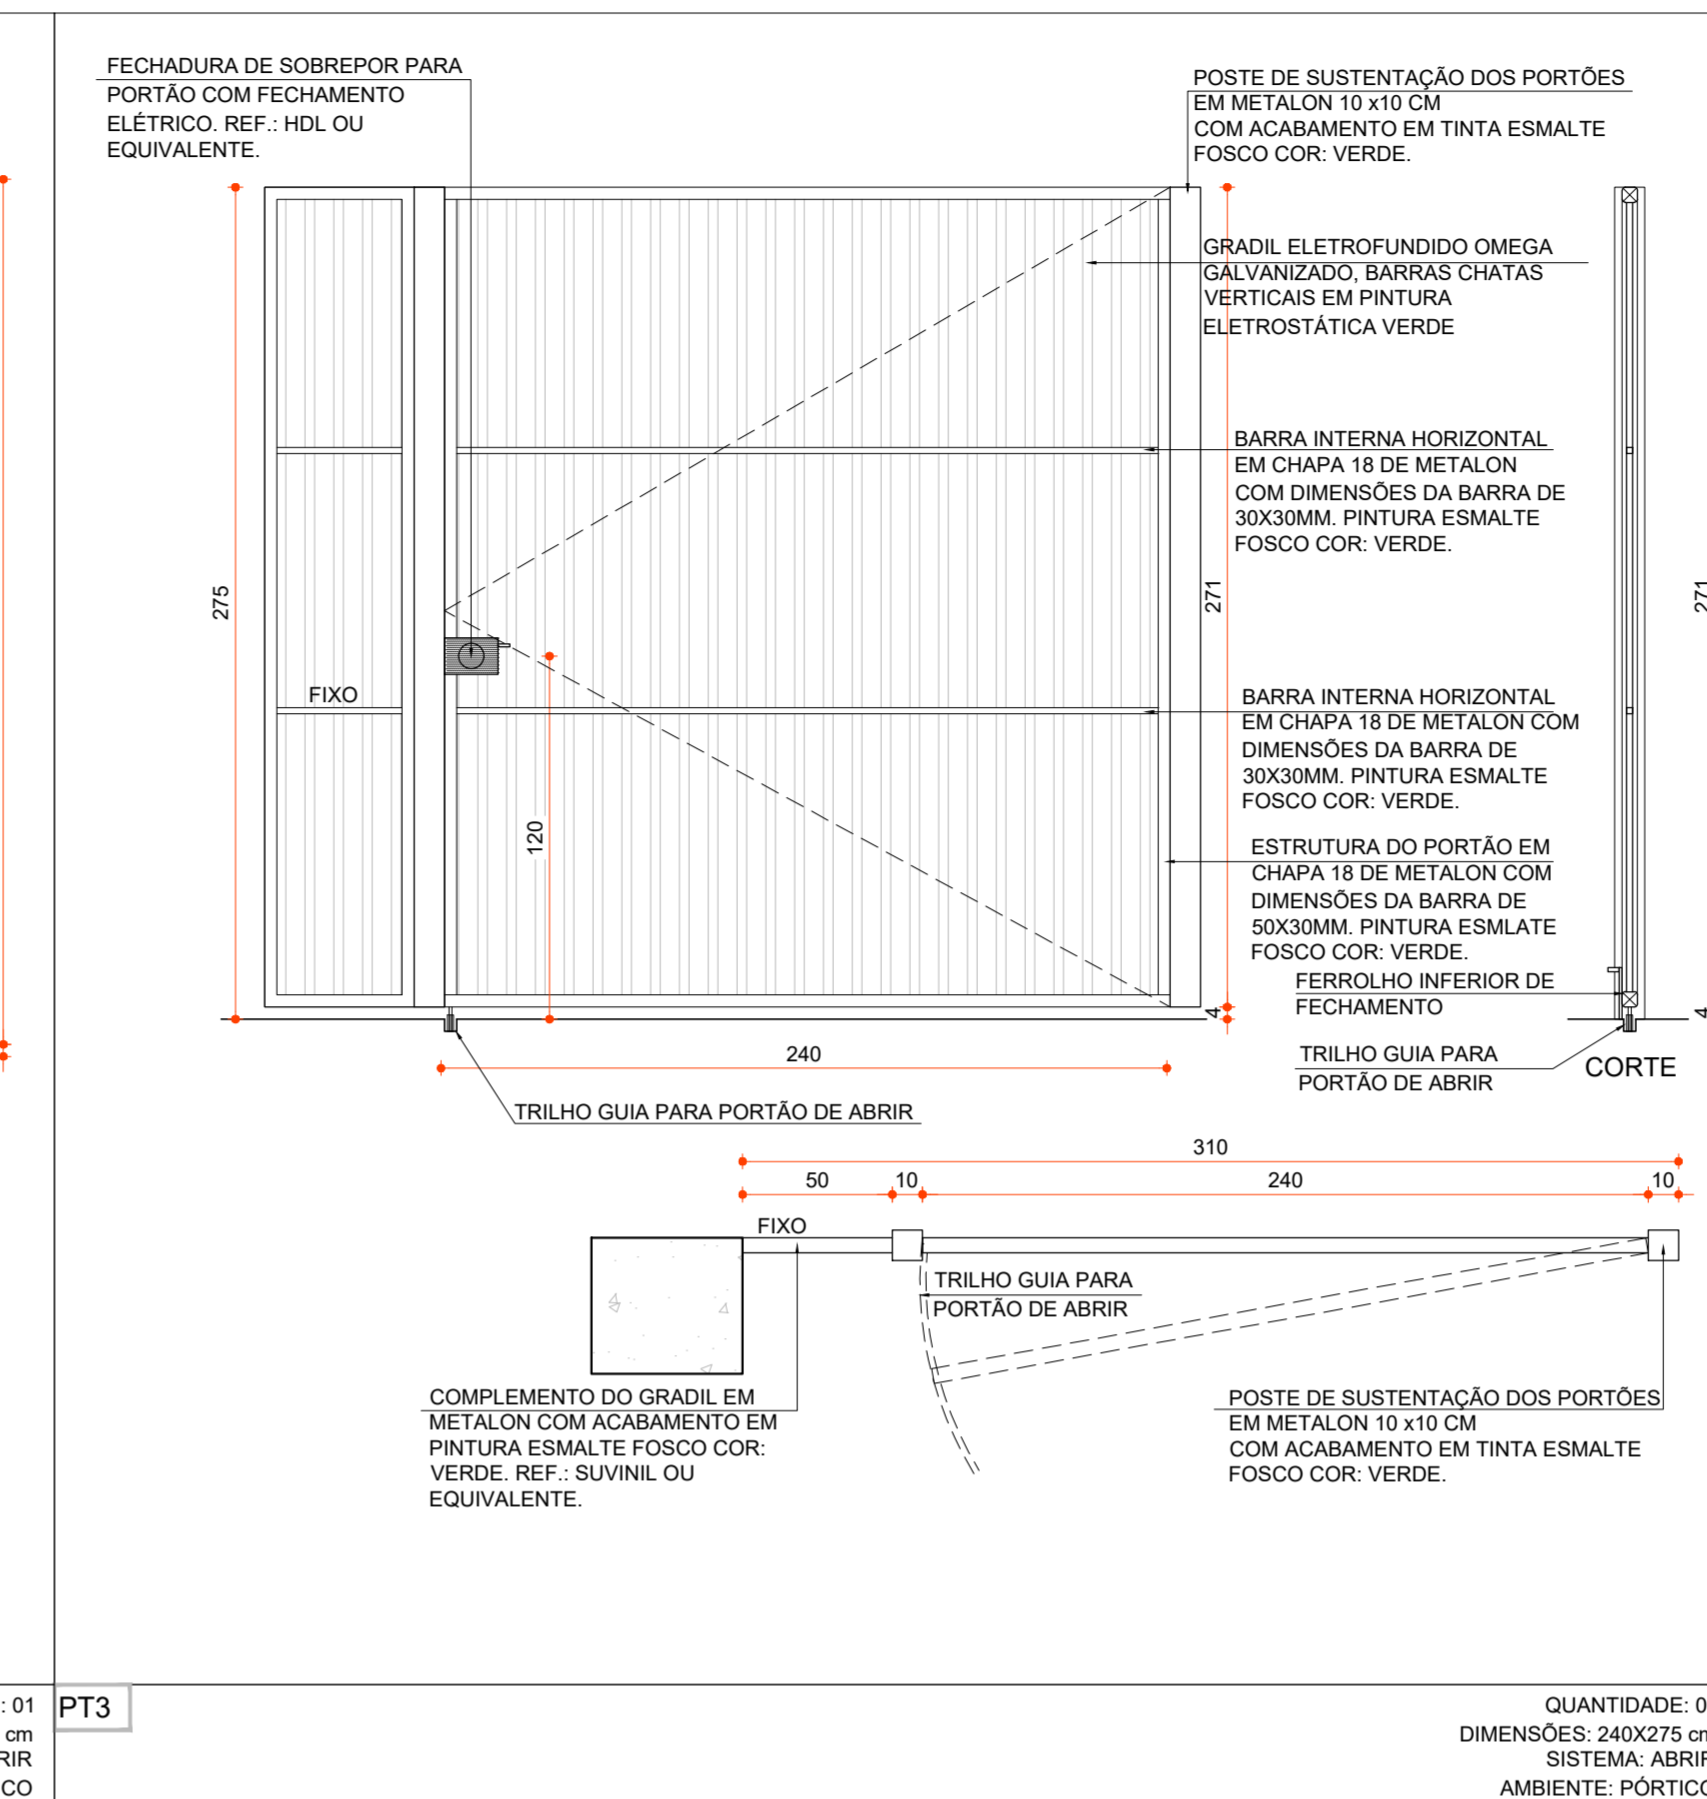 FECHADURA DE SOBREPOR PARA
PORTÃO COM FECHAMENTO
ELÉTRICO. REF.: HDL OU
EQUIVALENTE.
POSTE DE SUSTENTAÇÃO DOS PORTÕES
EM METALON 10 x10 CM
COM ACABAMENTO EM TINTA ESMALTE
FOSCO COR: VERDE.
GRADIL ELETROFUNDIDO OMEGA
GALVANIZADO, BARRAS CHATAS
VERTICAIS EM PINTURA
ELETROSTÁTICA VERDE
BARRA INTERNA HORIZONTAL
EM CHAPA 18 DE METALON
COM DIMENSÕES DA BARRA DE
30X30MM. PINTURA ESMALTE
FOSCO COR: VERDE.
275
271
271
FIXO
BARRA INTERNA HORIZONTAL
EM CHAPA 18 DE METALON COM
DIMENSÕES DA BARRA DE
30X30MM. PINTURA ESMALTE
FOSCO COR: VERDE.
120
ESTRUTURA DO PORTÃO EM
CHAPA 18 DE METALON COM
DIMENSÕES DA BARRA DE
50X30MM. PINTURA ESMLATE
FOSCO COR: VERDE.
FERROLHO INFERIOR DE
FECHAMENTO
4
4
240
TRILHO GUIA PARA
PORTÃO DE ABRIR
CORTE
TRILHO GUIA PARA PORTÃO DE ABRIR
310
50
10
240
10
FIXO
TRILHO GUIA PARA
PORTÃO DE ABRIR
COMPLEMENTO DO GRADIL EM
METALON COM ACABAMENTO EM
PINTURA ESMALTE FOSCO COR:
VERDE. REF.: SUVINIL OU
EQUIVALENTE.
POSTE DE SUSTENTAÇÃO DOS PORTÕES
EM METALON 10 x10 CM
COM ACABAMENTO EM TINTA ESMALTE
FOSCO COR: VERDE.
: 01
cm
RIR
CO
PT3
QUANTIDADE: 0
DIMENSÕES: 240X275 cm
SISTEMA: ABRIR
AMBIENTE: PÓRTICO